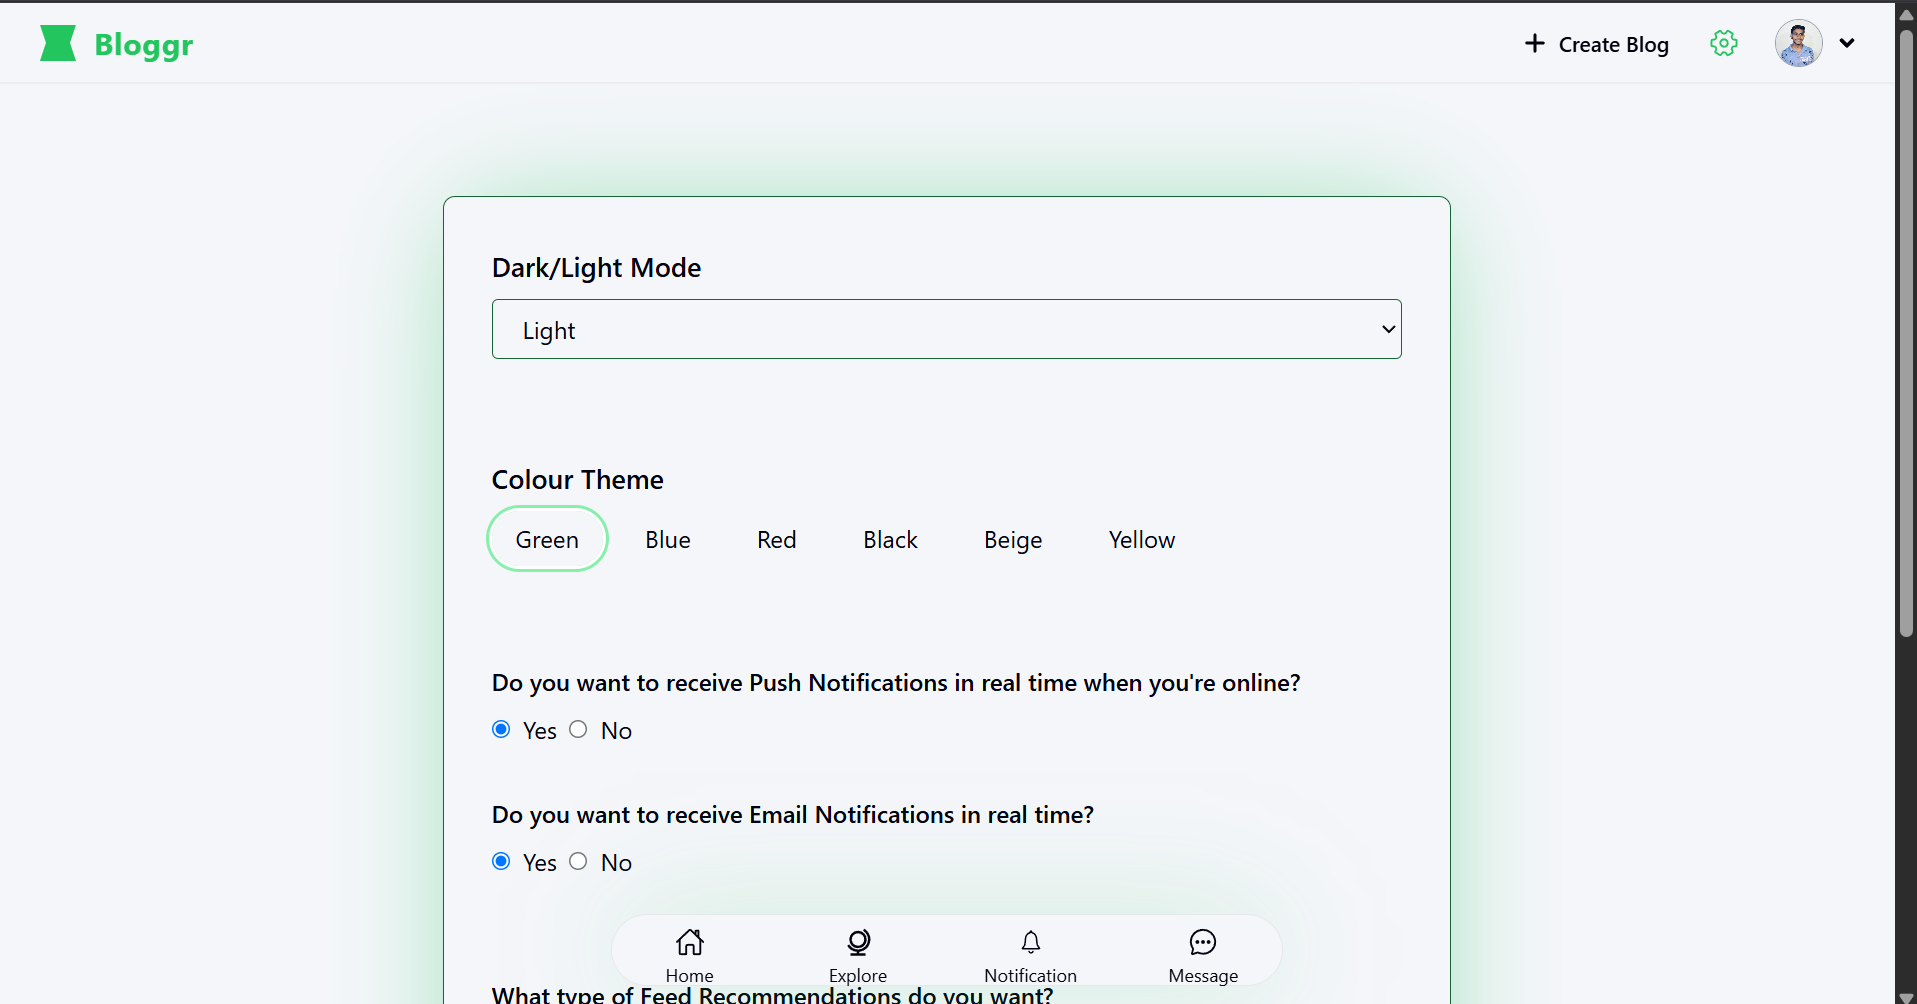 Bloggr
Create Blog
Dark/Light Mode
Light
Colour Theme
Green Blue Red Black Beige Yellow
Do you want to receive Push Notifications in real time when you're online?
Yes No
Do you want to receive Email Notifications in real time?
Yes No
Home Explore Notification Message
What type of Feed Recommendations do you want?